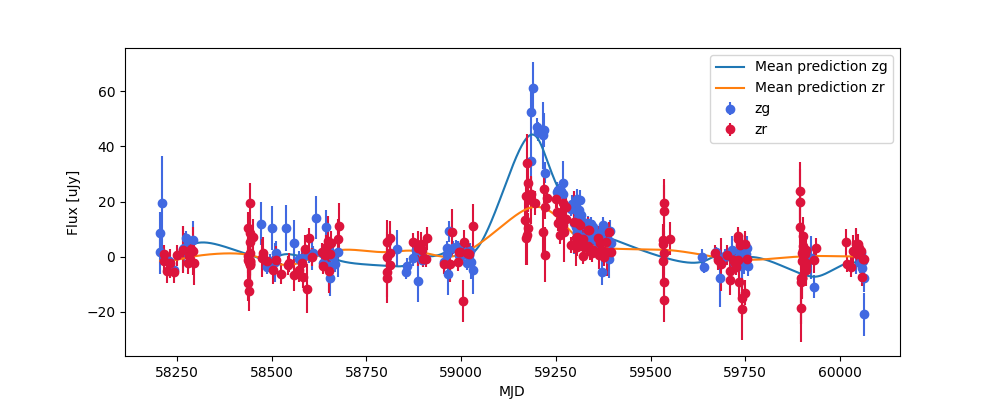 Mean prediction zg
Mean prediction zr
zg
zr
Flux [uJy]
60
40
20
0
−20
58250 58500 58750 59000 59250 59500 59750 60000
MJD